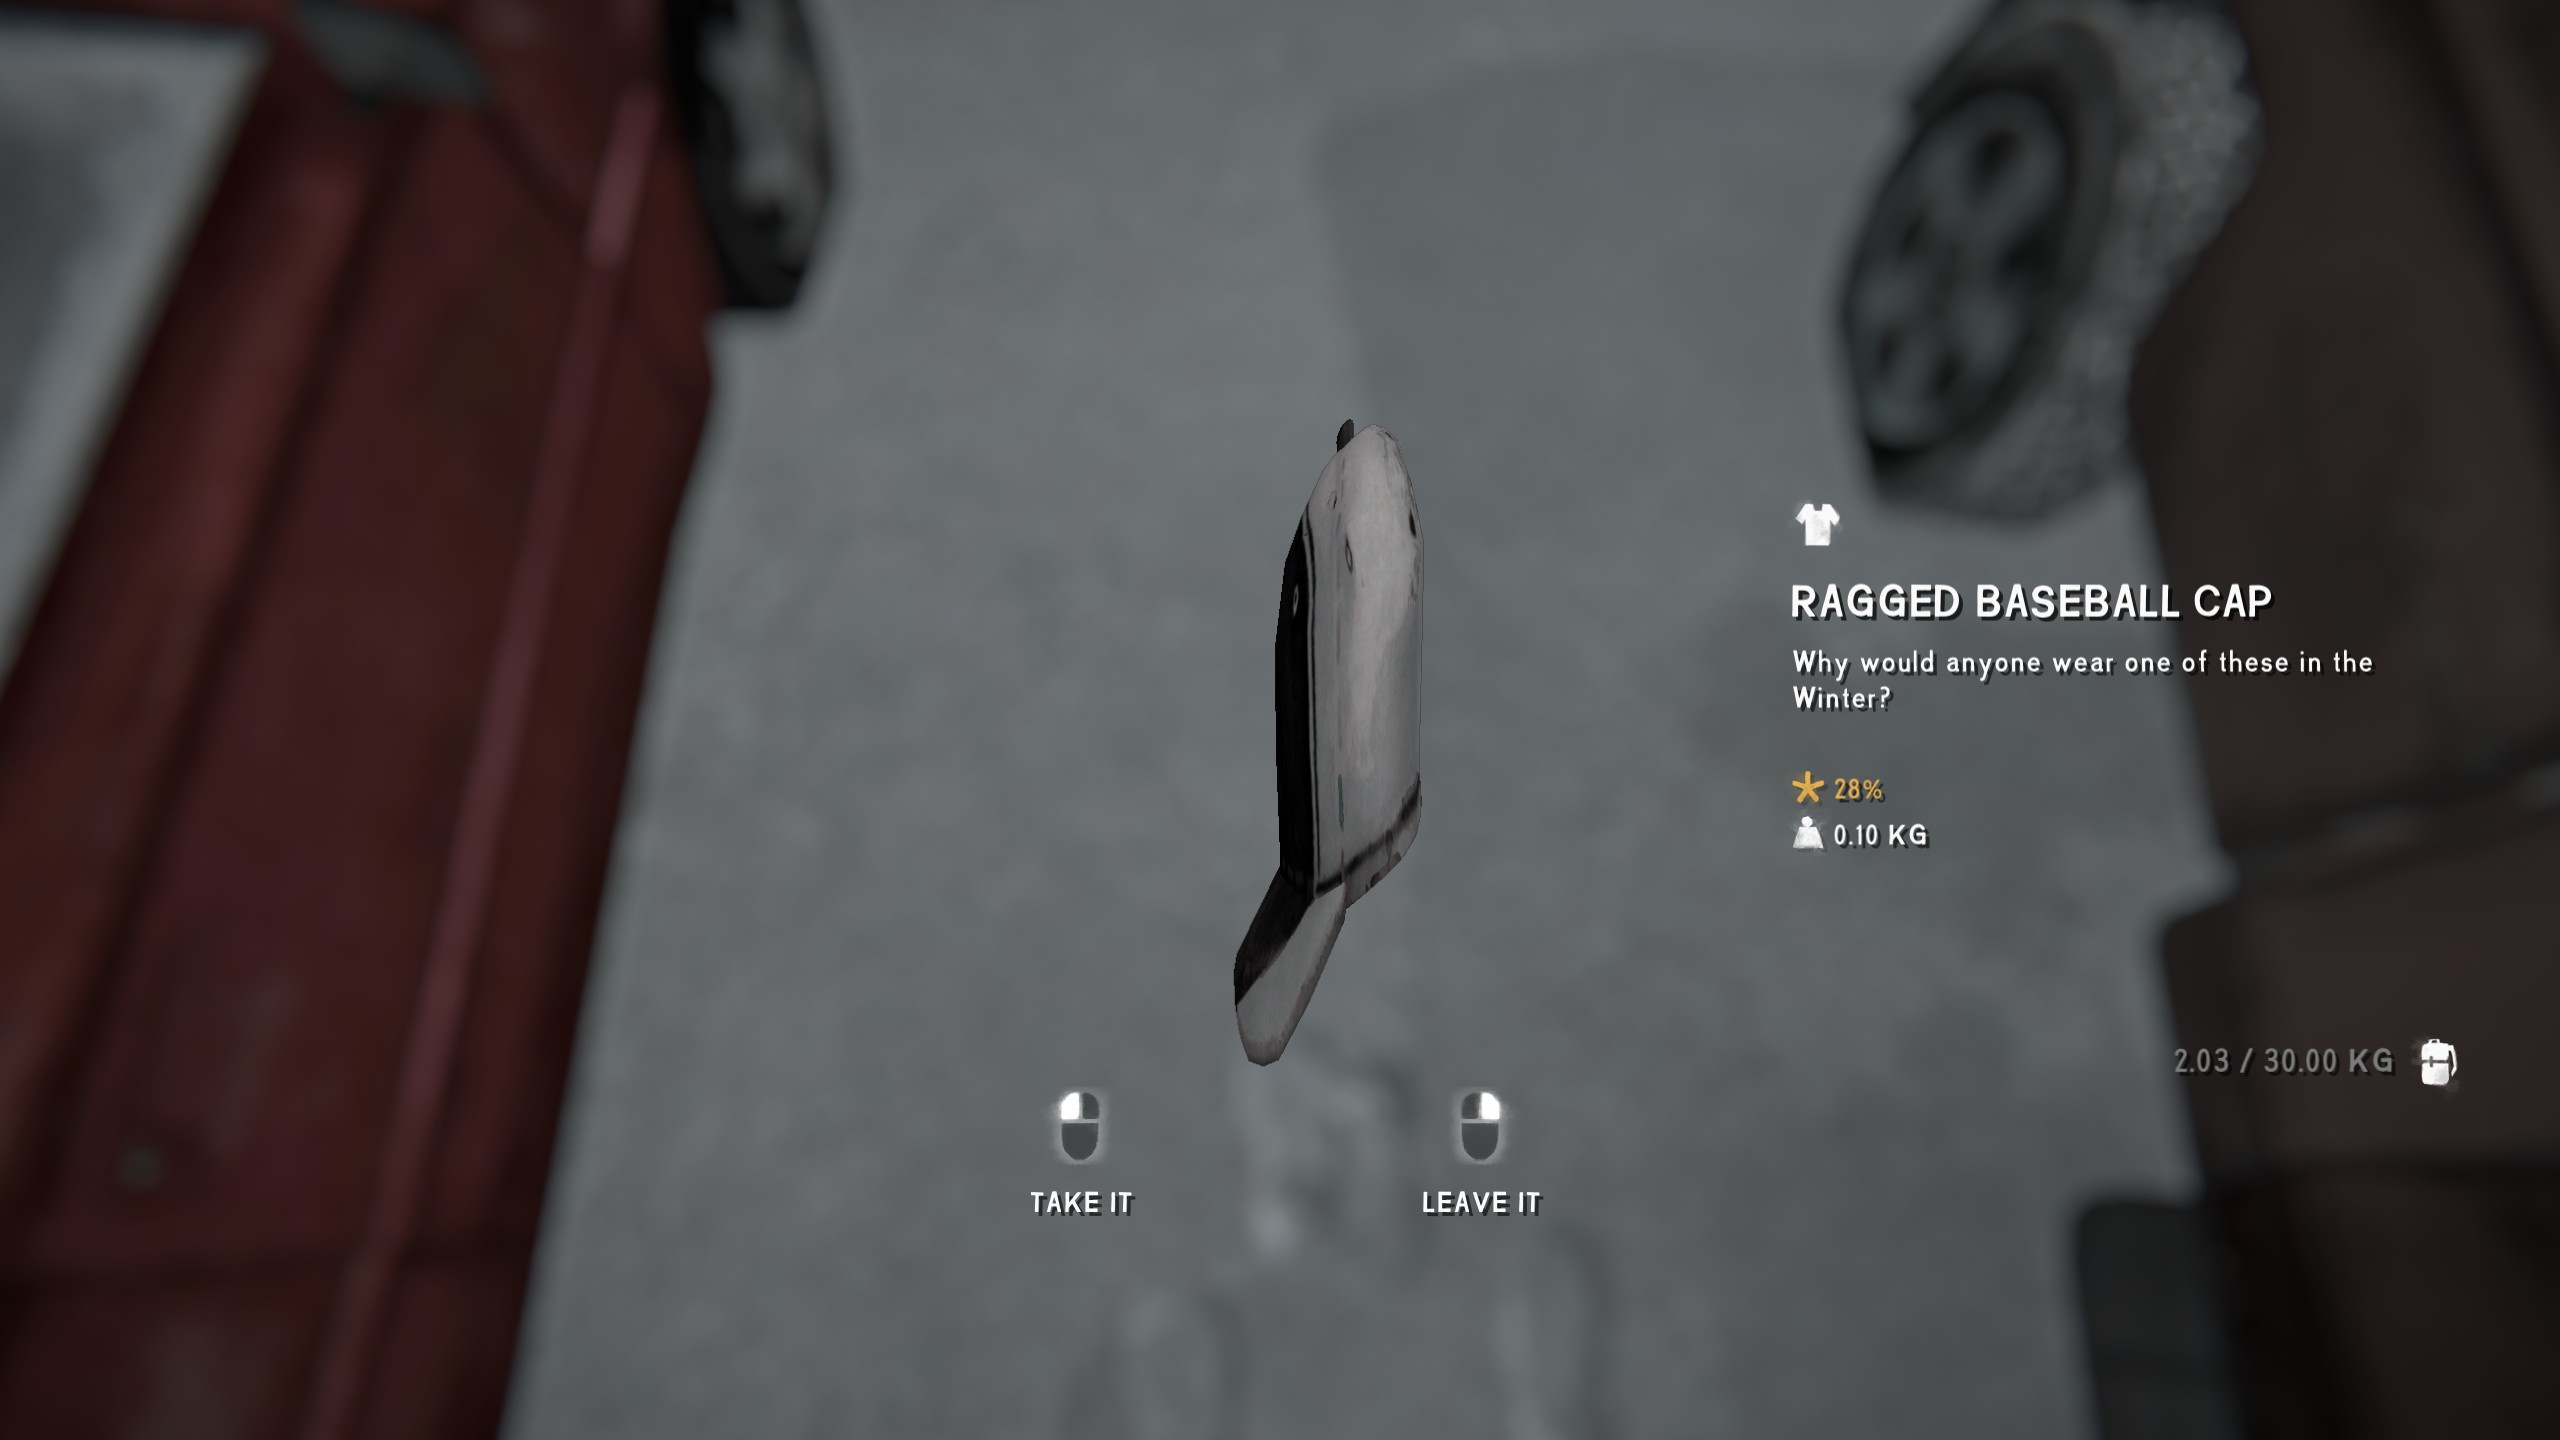 RAGGED BASEBALL CAP
Why would anyone wear one of these in the
Winter?
28%
0.10 KG
2.03 / 30.00 KG
TAKE IT
LEAVE IT